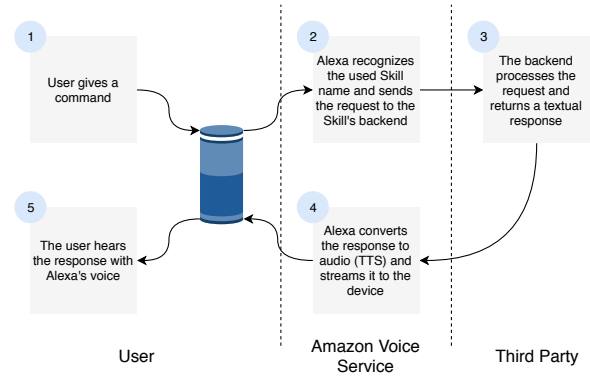 1
User gives a
command
2
Alexa recognizes
the used Skill
name and sends
the request to the
Skill's backend
3
The backend
processes the
request and
returns a textual
response
5
The user hears
the response with
Alexa's voice
4
Alexa converts
the response to
audio (TTS) and
streams it to the
device
User
Amazon Voice
Service
Third Party